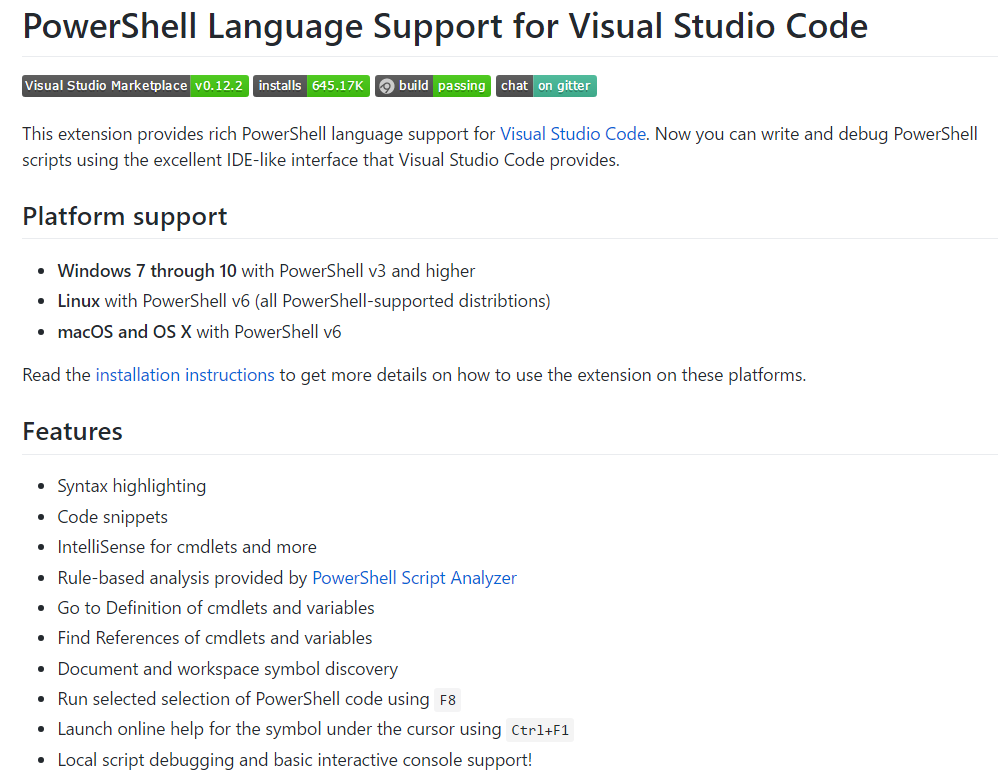 PowerShell Language Support for Visual Studio Code
Visual Studio Marketplace v0.12.2 installs 645.17K build passing chat on gitter
This extension provides rich PowerShell language support for Visual Studio Code. Now you can write and debug PowerShell
scripts using the excellent IDE-like interface that Visual Studio Code provides.
Platform support
• Windows 7 through 10 with PowerShell v3 and higher
• Linux with PowerShell v6 (all PowerShell-supported distribtions)
• macOS and OS X with PowerShell v6
Read the installation instructions to get more details on how to use the extension on these platforms.
Features
• Syntax highlighting
• Code snippets
• IntelliSense for cmdlets and more
• Rule-based analysis provided by PowerShell Script Analyzer
• Go to Definition of cmdlets and variables
• Find References of cmdlets and variables
• Document and workspace symbol discovery
• Run selected selection of PowerShell code using F8
• Launch online help for the symbol under the cursor using Ctrl+F1
• Local script debugging and basic interactive console support!